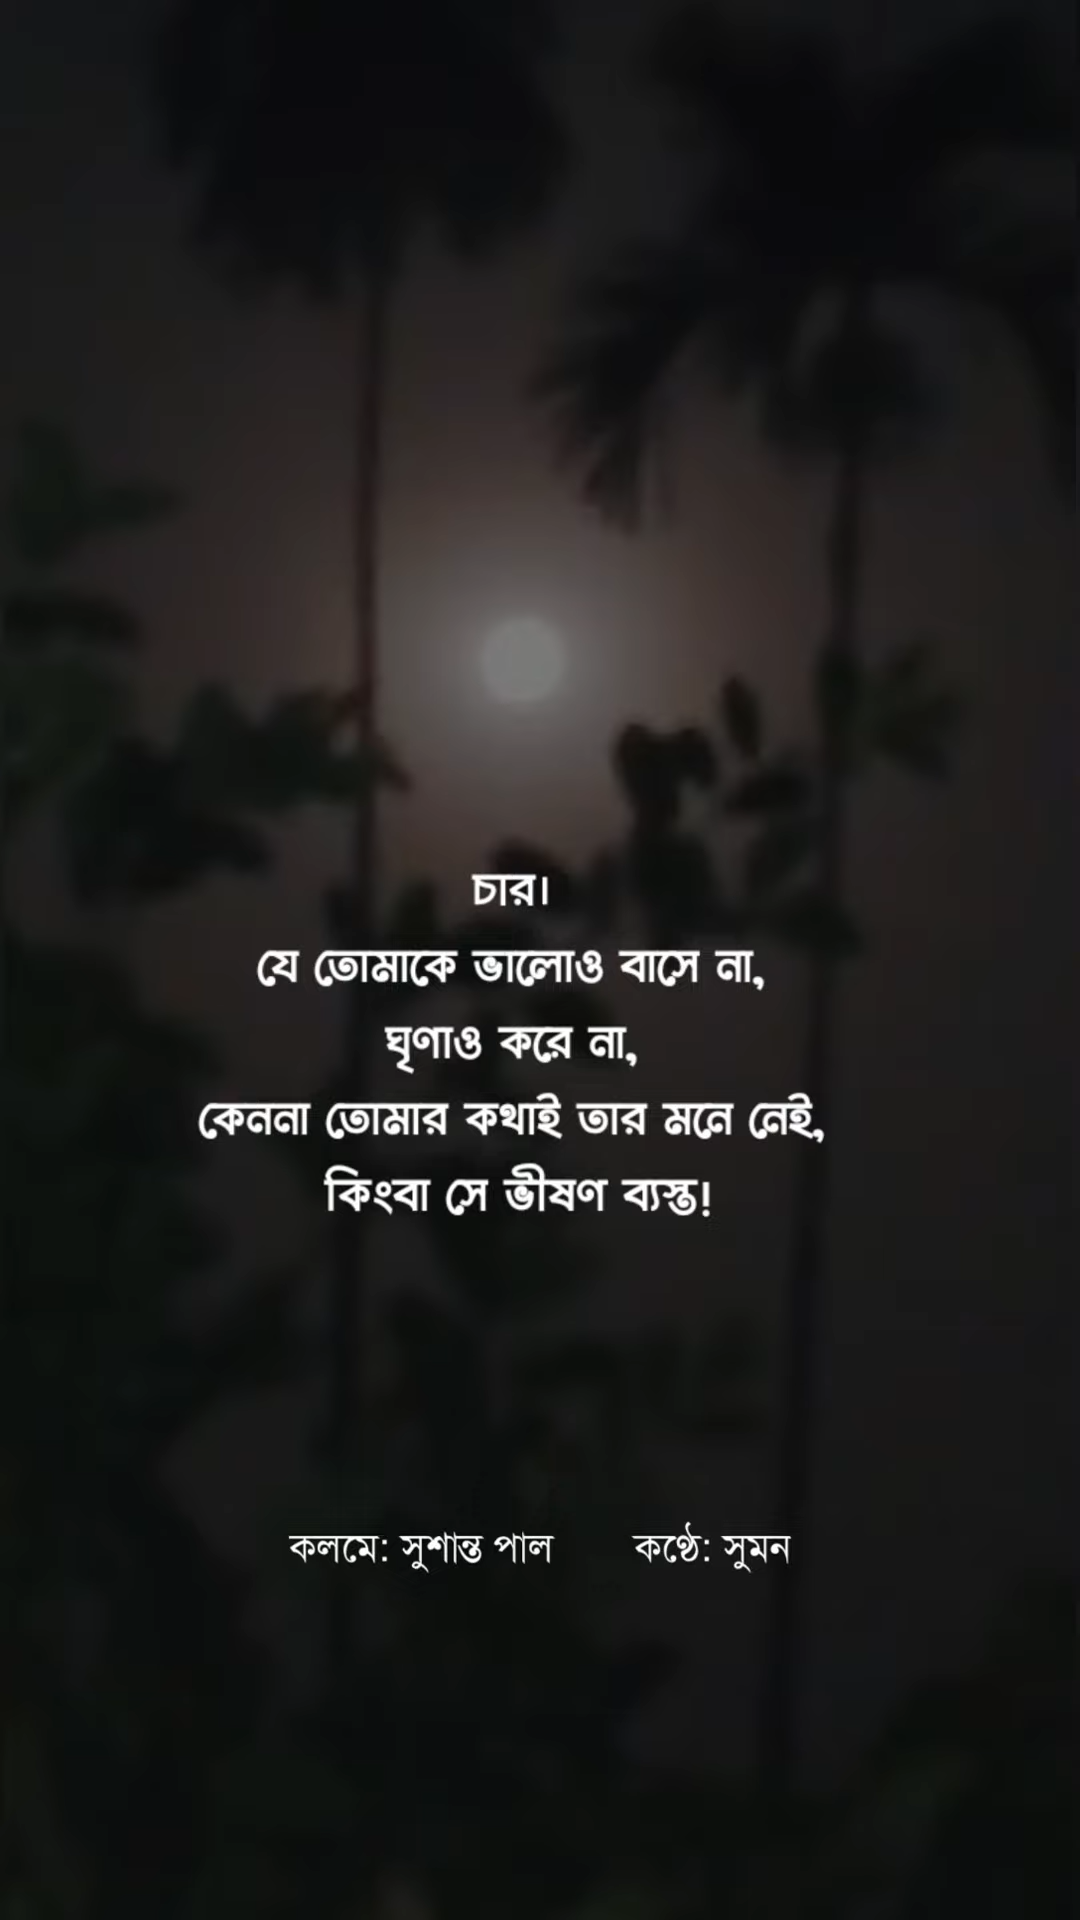 চার।
যে তোমাকে ভালোও বাসে না,
ঘৃণাও করে না,
কেননা তোমার কথাই তার মনে নেই,
কিংবা সে ভীষণ ব্যস্ত!
কলমে: সুশান্ত পাল কণ্ঠে: সুমন